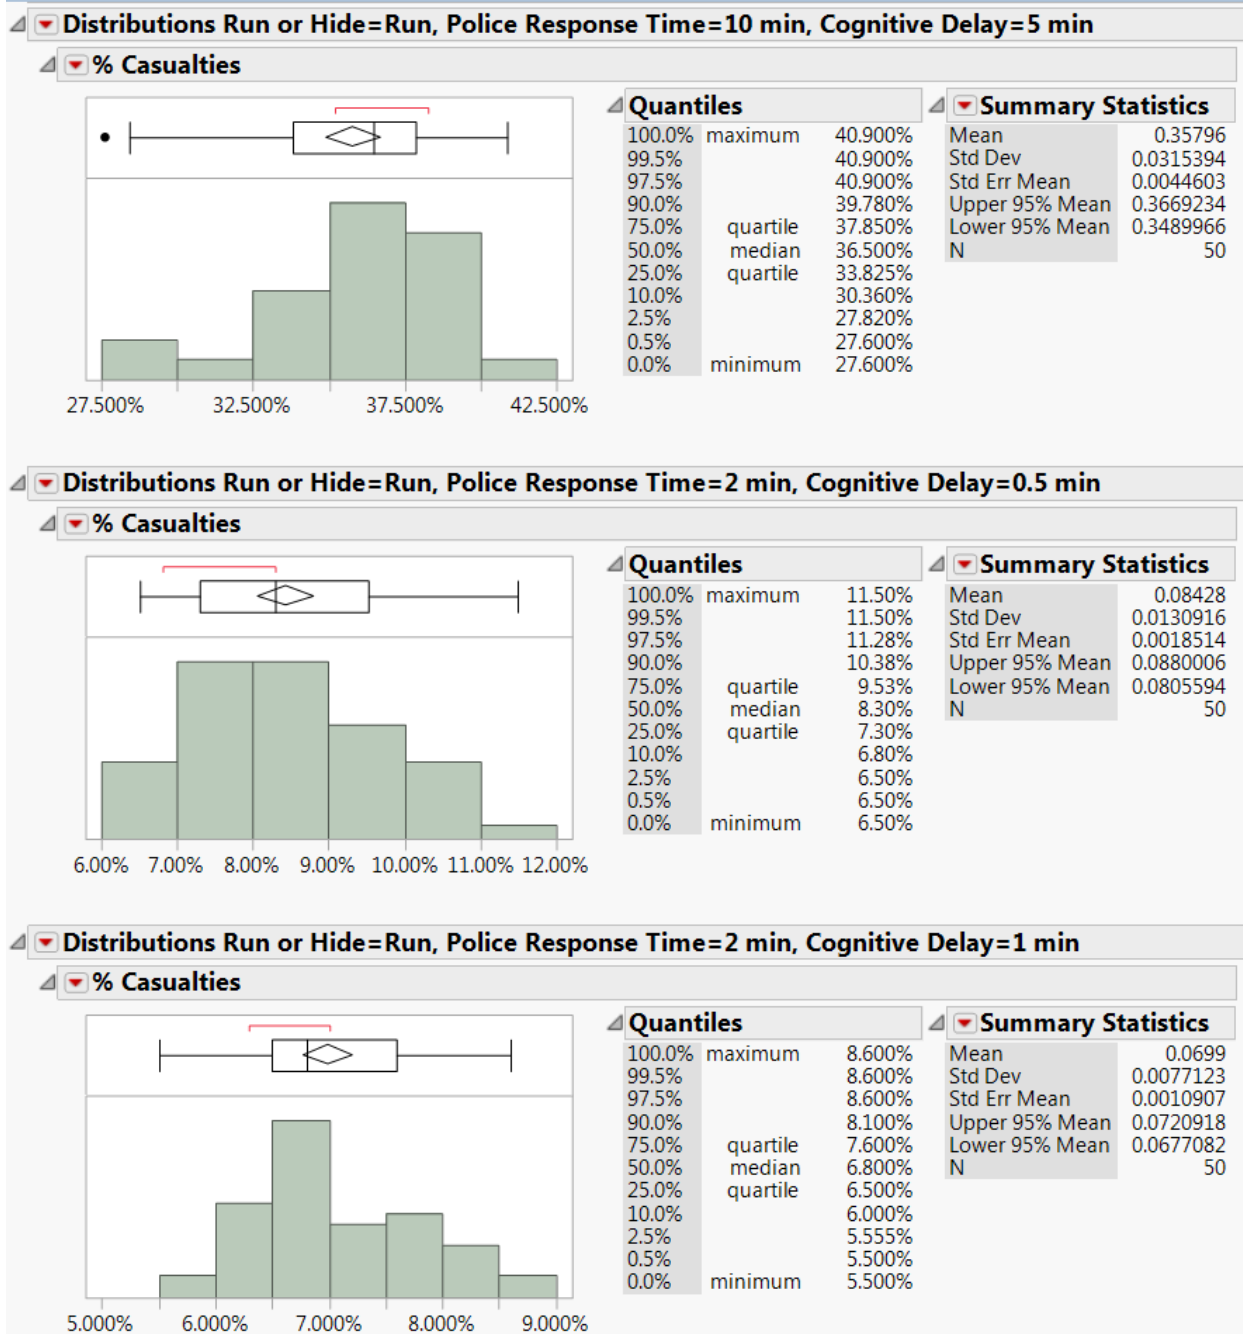 Distributions Run or Hide=Run, Police Response Time=10 min, Cognitive Delay=5 min
% Casualties
Quantiles
100.0% maximum 40.900%
99.5% 40.900%
97.5% 40.900%
90.0% 39.780%
75.0% quartile 37.850%
50.0% median 36.500%
25.0% quartile 33.825%
10.0% 30.360%
2.5% 27.820%
0.5% 27.600%
0.0% minimum 27.600%
Summary Statistics
Mean 0.35796
Std Dev 0.0315394
Std Err Mean 0.0044603
Upper 95% Mean 0.3669234
Lower 95% Mean 0.3489966
N 50
27.500% 32.500% 37.500% 42.500%
Distributions Run or Hide=Run, Police Response Time=2 min, Cognitive Delay=0.5 min
% Casualties
Quantiles
100.0% maximum 11.50%
99.5% 11.50%
97.5% 11.28%
90.0% 10.38%
75.0% quartile 9.53%
50.0% median 8.30%
25.0% quartile 7.30%
10.0% 6.80%
2.5% 6.50%
0.5% 6.50%
0.0% minimum 6.50%
Summary Statistics
Mean 0.08428
Std Dev 0.0130916
Std Err Mean 0.0018514
Upper 95% Mean 0.0880006
Lower 95% Mean 0.0805594
N 50
6.00% 7.00% 8.00% 9.00% 10.00% 11.00% 12.00%
Distributions Run or Hide=Run, Police Response Time=2 min, Cognitive Delay=1 min
% Casualties
Quantiles
100.0% maximum 8.600%
99.5% 8.600%
97.5% 8.600%
90.0% 8.100%
75.0% quartile 7.600%
50.0% median 6.800%
25.0% quartile 6.500%
10.0% 6.000%
2.5% 5.555%
0.5% 5.500%
0.0% minimum 5.500%
Summary Statistics
Mean 0.0699
Std Dev 0.0077123
Std Err Mean 0.0010907
Upper 95% Mean 0.0720918
Lower 95% Mean 0.0677082
N 50
5.000% 6.000% 7.000% 8.000% 9.000%